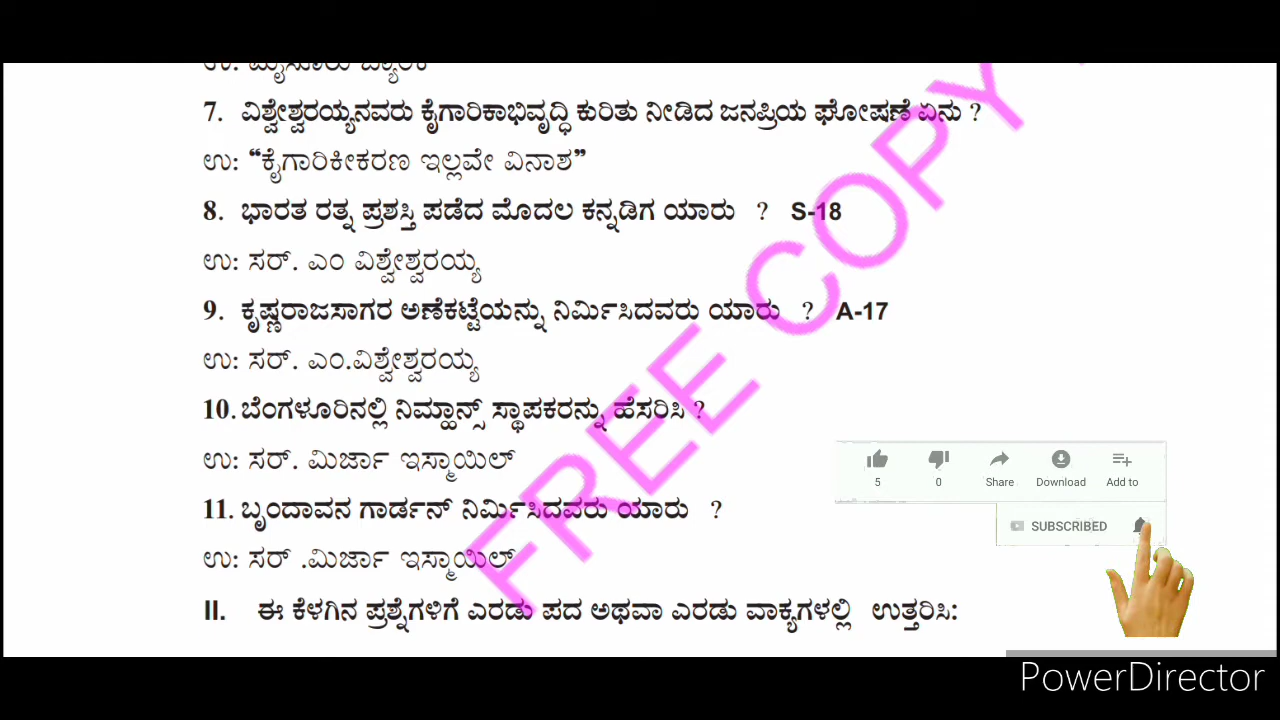 ಉ: ಮೈಸೂರು ಬ್ಯಾಂಕ್
7. ವಿಶ್ವೇಶ್ವರಯ್ಯನವರು ಕೈಗಾರಿಕಾಭಿವೃದ್ಧಿ ಕುರಿತು ನೀಡಿದ ಜನಪ್ರಿಯ ಘೋಷಣೆ ಏನು ?
ಉ: “ಕೈಗಾರಿಕೀಕರಣ ಇಲ್ಲವೇ ವಿನಾಶ”
8. ಭಾರತ ರತ್ನ ಪ್ರಶಸ್ತಿ ಪಡೆದ ಮೊದಲ ಕನ್ನಡಿಗ ಯಾರು ? S-18
ಉ: ಸರ್. ಎಂ ವಿಶ್ವೇಶ್ವರಯ್ಯ
9. ಕೃಷ್ಣರಾಜಸಾಗರ ಅಣೆಕಟ್ಟೆಯನ್ನು ನಿರ್ಮಿಸಿದವರು ಯಾರು ? A-17
ಉ: ಸರ್. ಎಂ.ವಿಶ್ವೇಶ್ವರಯ್ಯ
10. ಬೆಂಗಳೂರಿನಲ್ಲಿ ನಿಮ್ಹಾನ್ಸ್ ಸ್ಥಾಪಕರನ್ನು ಹೆಸರಿಸಿ ?
ಉ: ಸರ್. ಮಿರ್ಜಾ ಇಸ್ಮಾಯಿಲ್
11. ಬೃಂದಾವನ ಗಾರ್ಡನ್ ನಿರ್ಮಿಸಿದವರು ಯಾರು ?
ಉ: ಸರ್ .ಮಿರ್ಜಾ ಇಸ್ಮಾಯಿಲ್
II. ಈ ಕೆಳಗಿನ ಪ್ರಶ್ನೆಗಳಿಗೆ ಎರಡು ಪದ ಅಥವಾ ಎರಡು ವಾಕ್ಯಗಳಲ್ಲಿ ಉತ್ತರಿಸಿ:
FREE COPY
5 0 Share Download Add to
SUBSCRIBED
PowerDirector